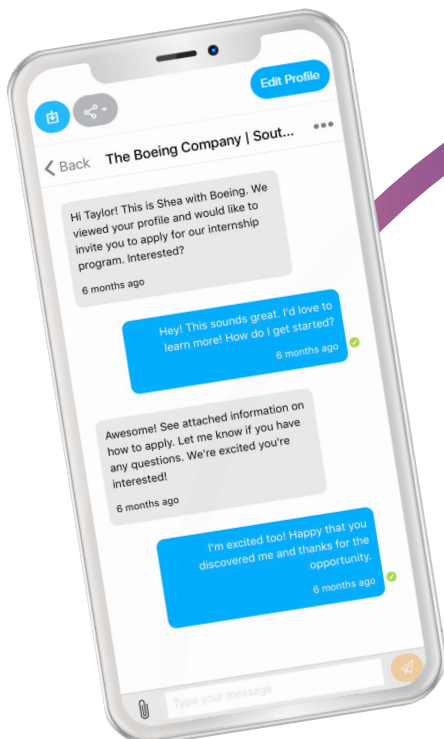 Edit Profile
Back The Boeing Company | Sout...
Hi Taylor! This is Shea with Boeing. We
viewed your profile and would like to
invite you to apply for our internship
program. Interested?
6 months ago
Hey! This sounds great. I'd love to
learn more! How do I get started?
6 months ago
Awesome! See attached information on
how to apply. Let me know if you have
any questions. We're excited you're
interested!
6 months ago
I'm excited too! Happy that you
discovered me and thanks for the
opportunity.
6 months ago
Type your message